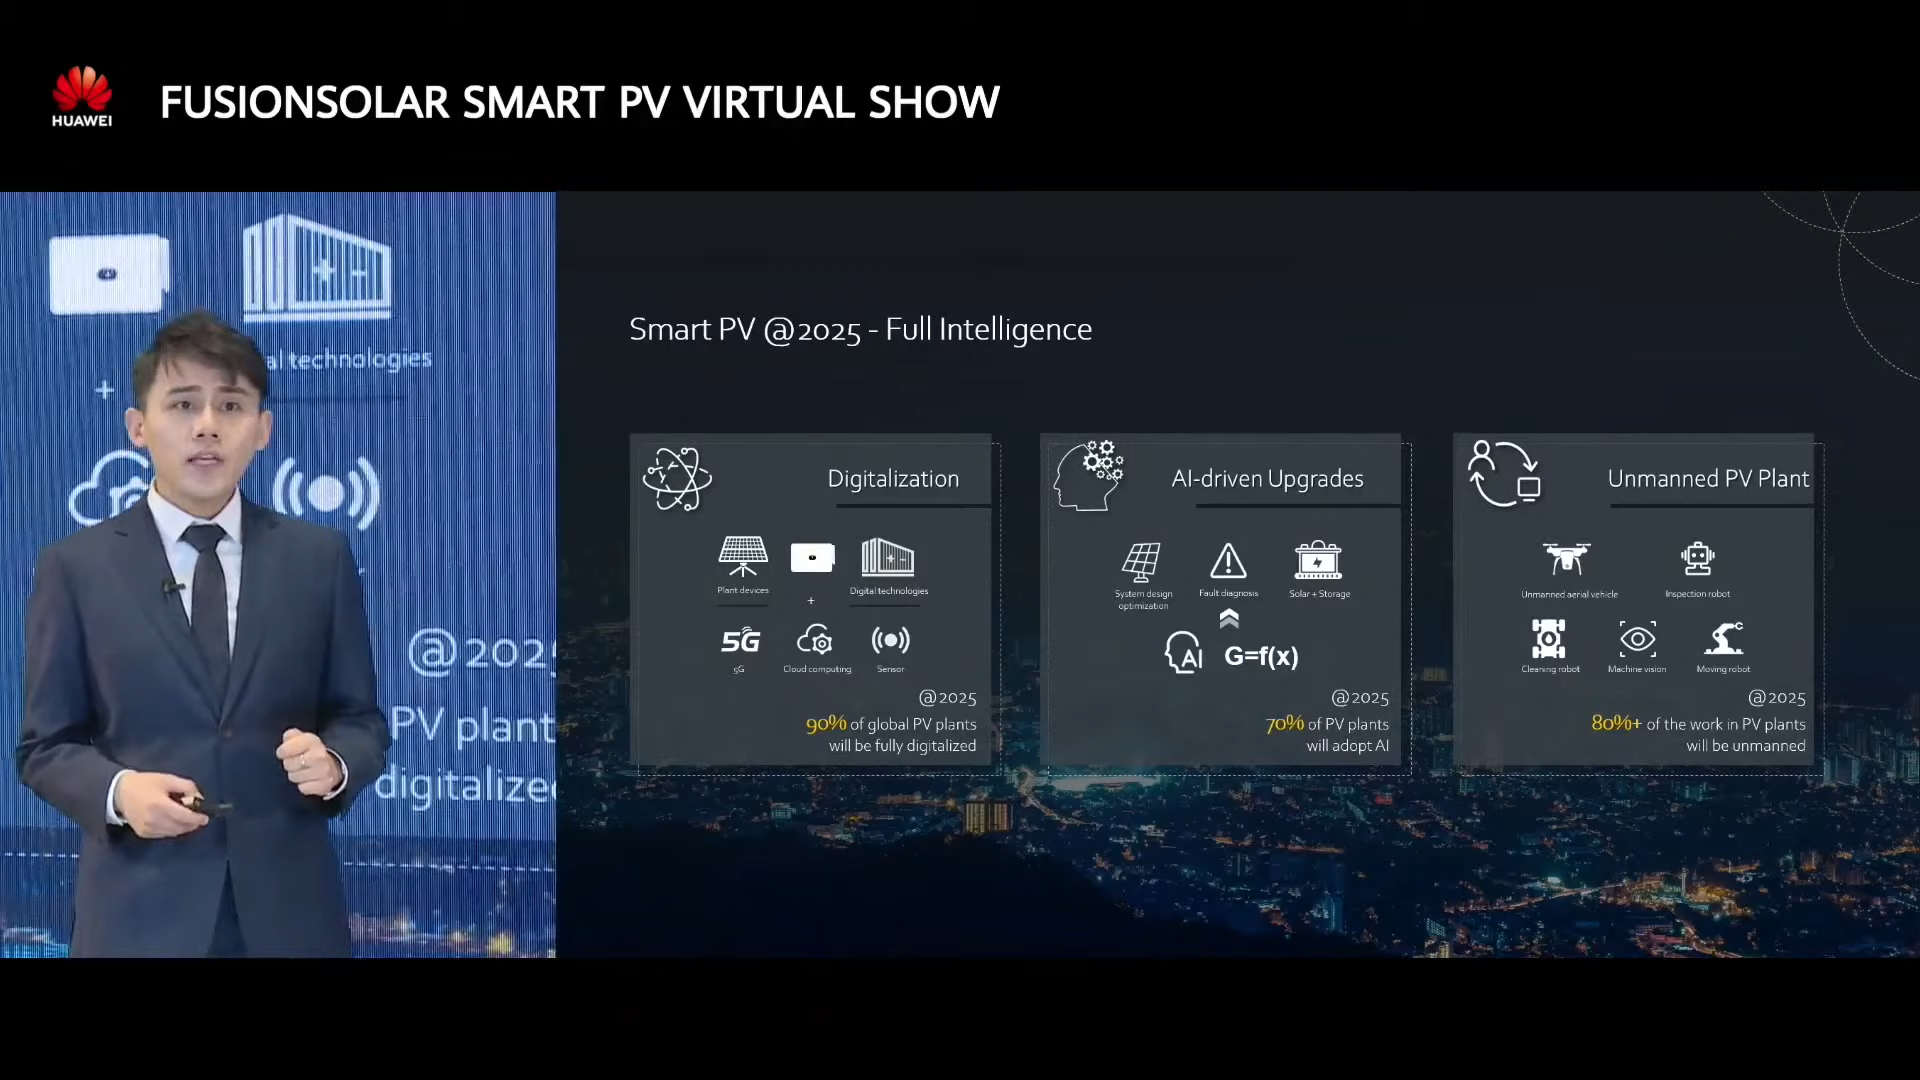 HUAWEI
FUSIONSOLAR SMART PV VIRTUAL SHOW
al technologies
+
@202
PV plant
digitalize
Smart PV @2025 - Full Intelligence
Digitalization
Plant devices
+
Digital technologies
5G
5G
Cloud computing
Sensor
@2025
90% of global PV plants
will be fully digitalized
AI-driven Upgrades
System design
optimization
Fault diagnosis
Solar + Storage
AI
G=f(x)
@2025
70% of PV plants
will adopt AI
Unmanned PV Plant
Unmanned aerial vehicle
Inspection robot
Cleaning robot
Machine vision
Moving robot
@2025
80%+ of the work in PV plants
will be unmanned